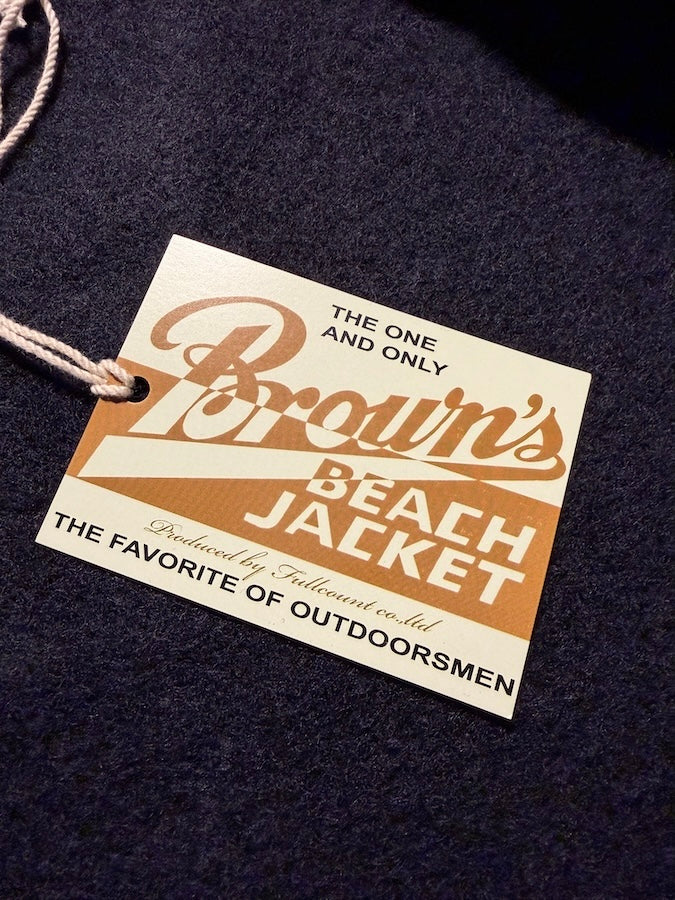 THE ONE
AND ONLY
Brown's
BEACH
JACKET
Produced by Fullcount co.,ltd
THE FAVORITE OF OUTDOORSMEN